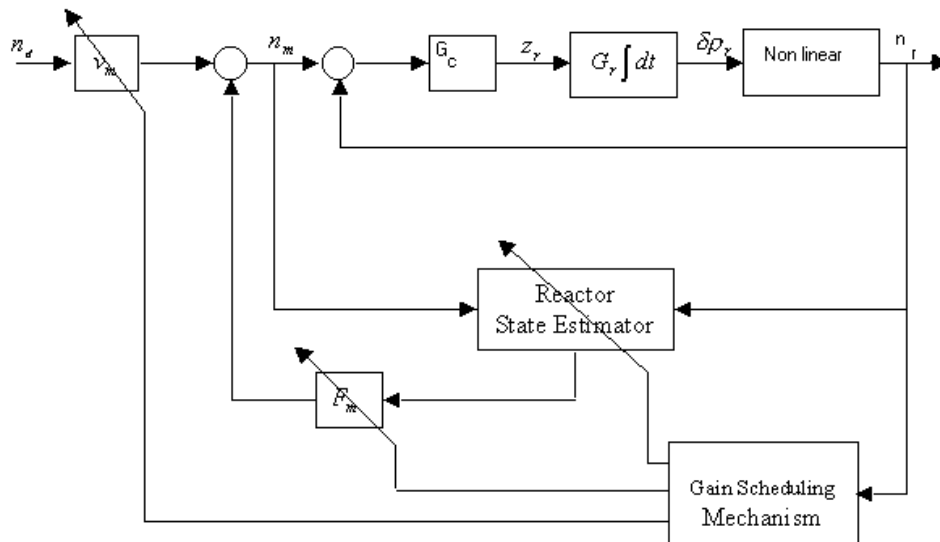 n_d
ν_m
n_m
G_c
z_r
G_r ∫ dt
δρ_r
Non linear
n_r
Reactor
State Estimator
F_m
Gain Scheduling
Mechanism